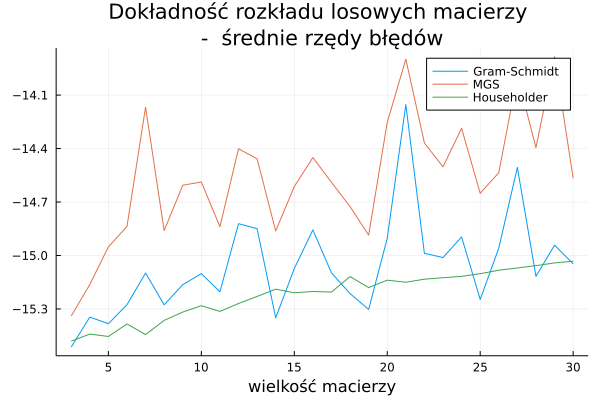 Dokładność rozkładu losowych macierzy
- średnie rzędy błędów
Gram-Schmidt
MGS
Householder
−14.1
−14.4
−14.7
−15.0
−15.3
5 10 15 20 25 30
wielkość macierzy